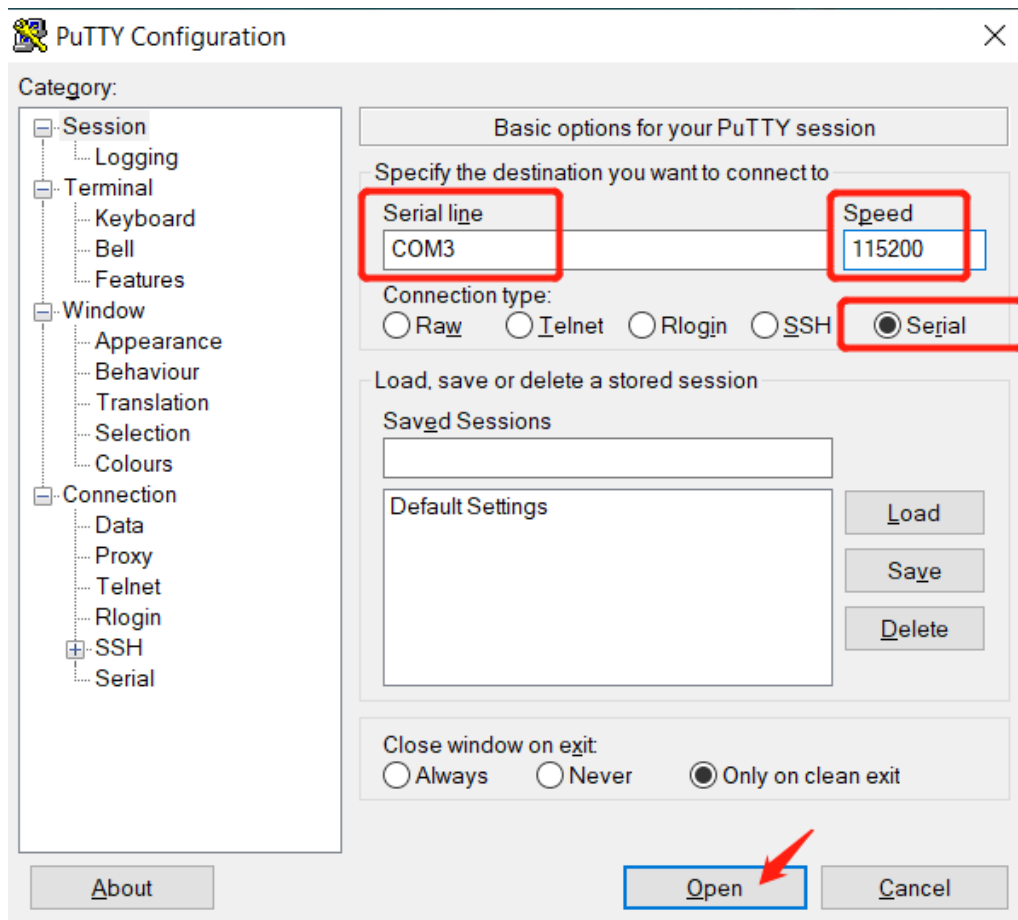 PuTTY Configuration
Category:
Session
Logging
Terminal
Keyboard
Bell
Features
Window
Appearance
Behaviour
Translation
Selection
Colours
Connection
Data
Proxy
Telnet
Rlogin
SSH
Serial
Basic options for your PuTTY session
Specify the destination you want to connect to
Serial line Speed
COM3 115200
Connection type:
Raw Telnet Rlogin SSH Serial
Load, save or delete a stored session
Saved Sessions
Default Settings
Load
Save
Delete
Close window on exit:
Always Never Only on clean exit
About Open Cancel